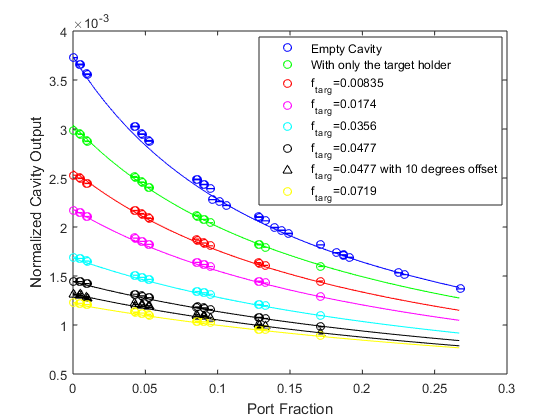 ×10⁻³
4
3.5
3
2.5
2
1.5
1
0.5
0
0.05
0.1
0.15
0.2
0.25
0.3
Normalized Cavity Output
Port Fraction
Empty Cavity
With only the target holder
f_targ=0.00835
f_targ=0.0174
f_targ=0.0356
f_targ=0.0477
f_targ=0.0477 with 10 degrees offset
f_targ=0.0719